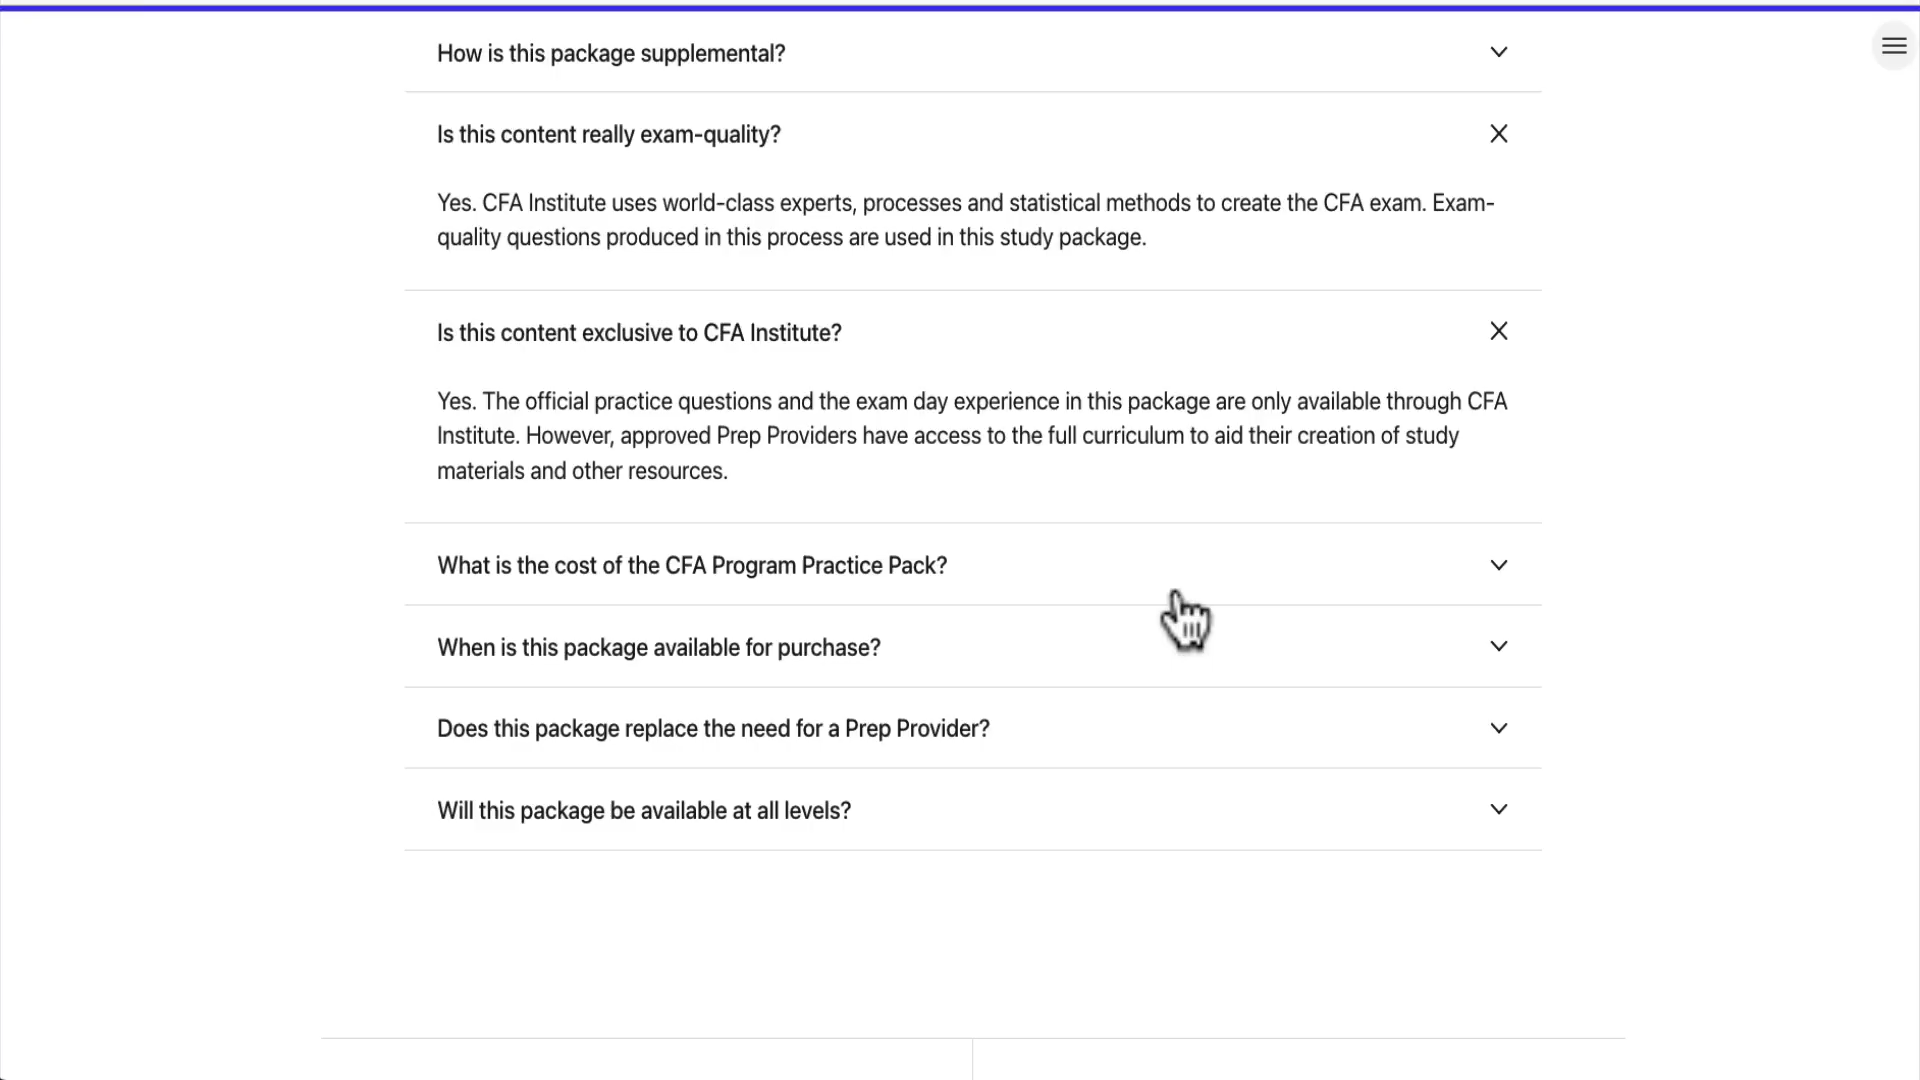 How is this package supplemental?
Is this content really exam-quality?
Yes. CFA Institute uses world-class experts, processes and statistical methods to create the CFA exam. Exam-
quality questions produced in this process are used in this study package.
Is this content exclusive to CFA Institute?
Yes. The official practice questions and the exam day experience in this package are only available through CFA
Institute. However, approved Prep Providers have access to the full curriculum to aid their creation of study
materials and other resources.
What is the cost of the CFA Program Practice Pack?
When is this package available for purchase?
Does this package replace the need for a Prep Provider?
Will this package be available at all levels?